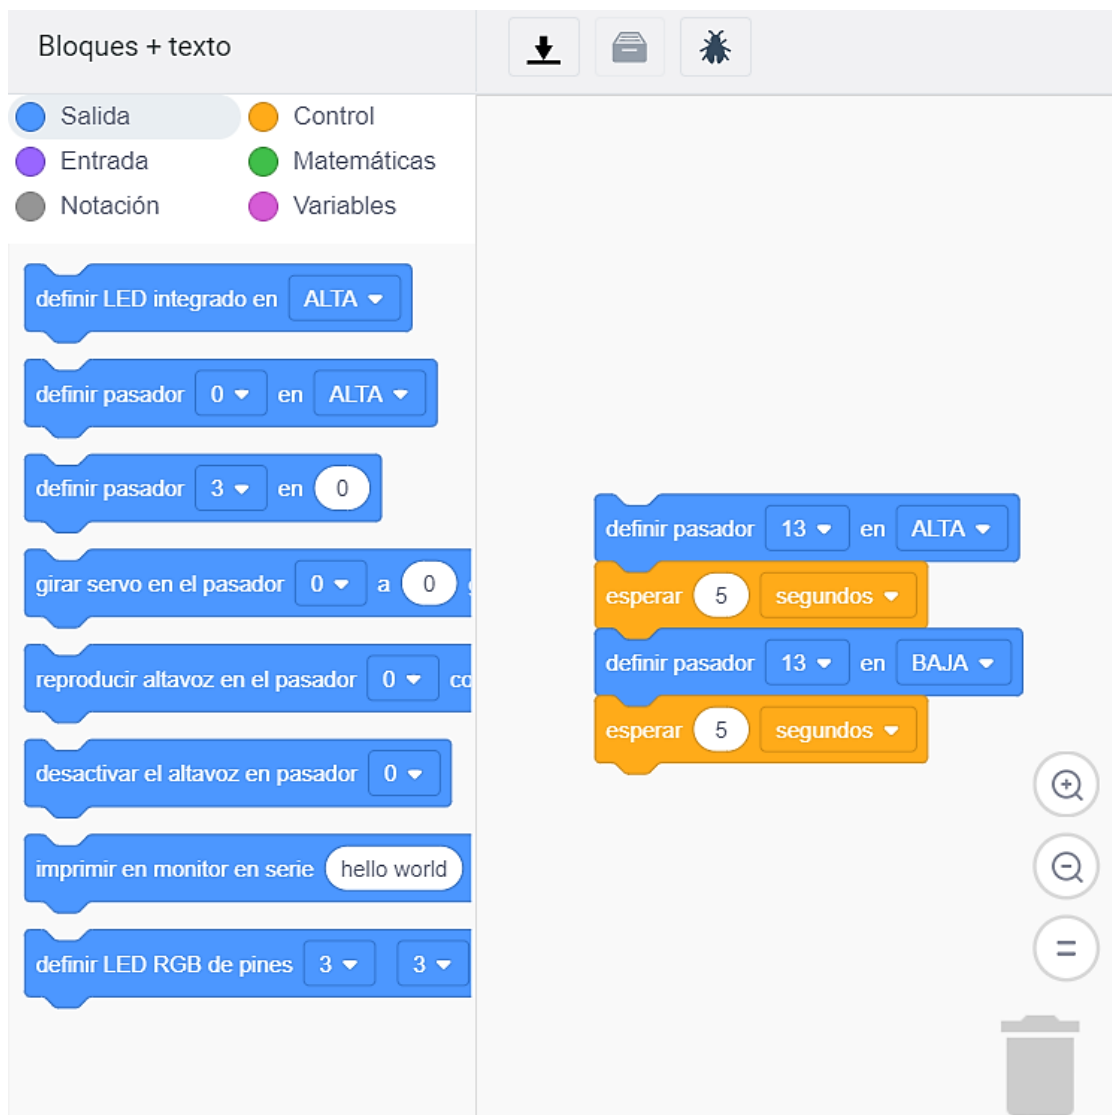 Bloques + texto
Salida
Control
Entrada
Matemáticas
Notación
Variables
definir LED integrado en ALTA
definir pasador 0 en ALTA
definir pasador 3 en 0
girar servo en el pasador 0 a 0
reproducir altavoz en el pasador 0 co
desactivar el altavoz en pasador 0
imprimir en monitor en serie hello world
definir LED RGB de pines 3 3
definir pasador 13 en ALTA
esperar 5 segundos
definir pasador 13 en BAJA
esperar 5 segundos